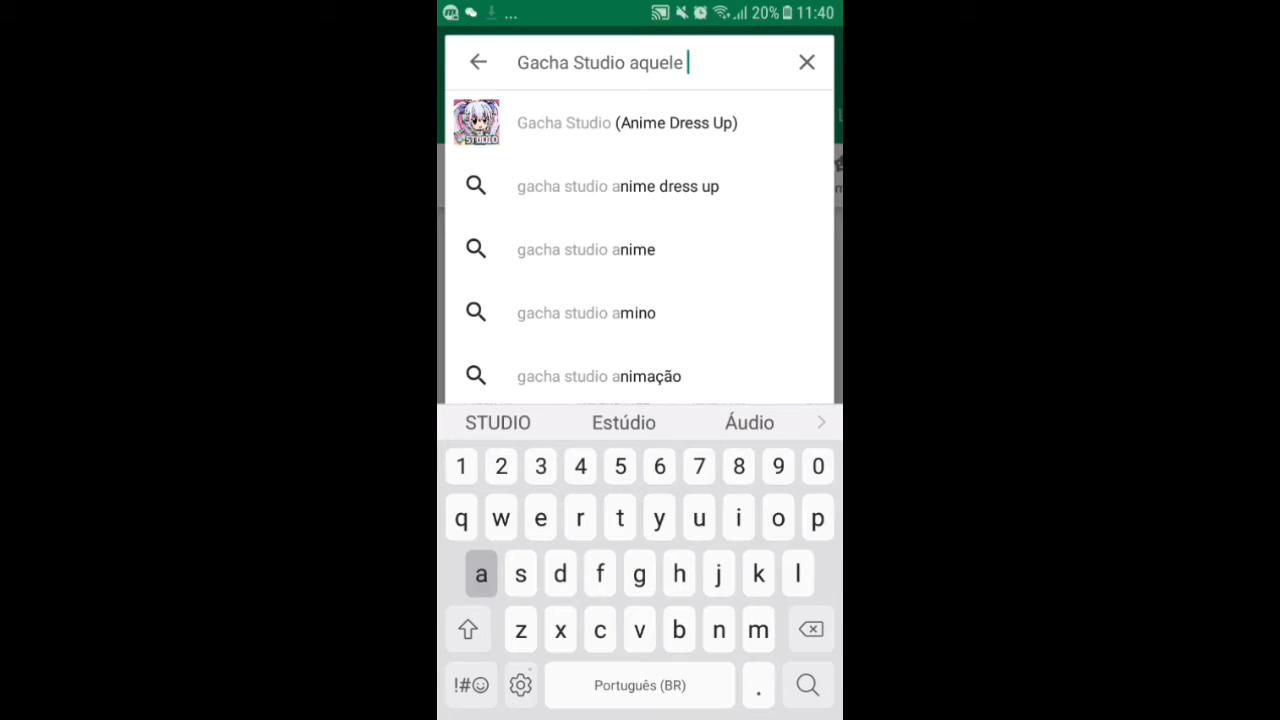 ... 20% 11:40
Gacha Studio aquele
STUDIO
Gacha Studio (Anime Dress Up)
gacha studio anime dress up
gacha studio anime
gacha studio amino
gacha studio animação
STUDIO Estúdio Áudio
1 2 3 4 5 6 7 8 9 0
q w e r t y u i o p
a s d f g h j k l
z x c v b n m
!#☺ Português (BR) .